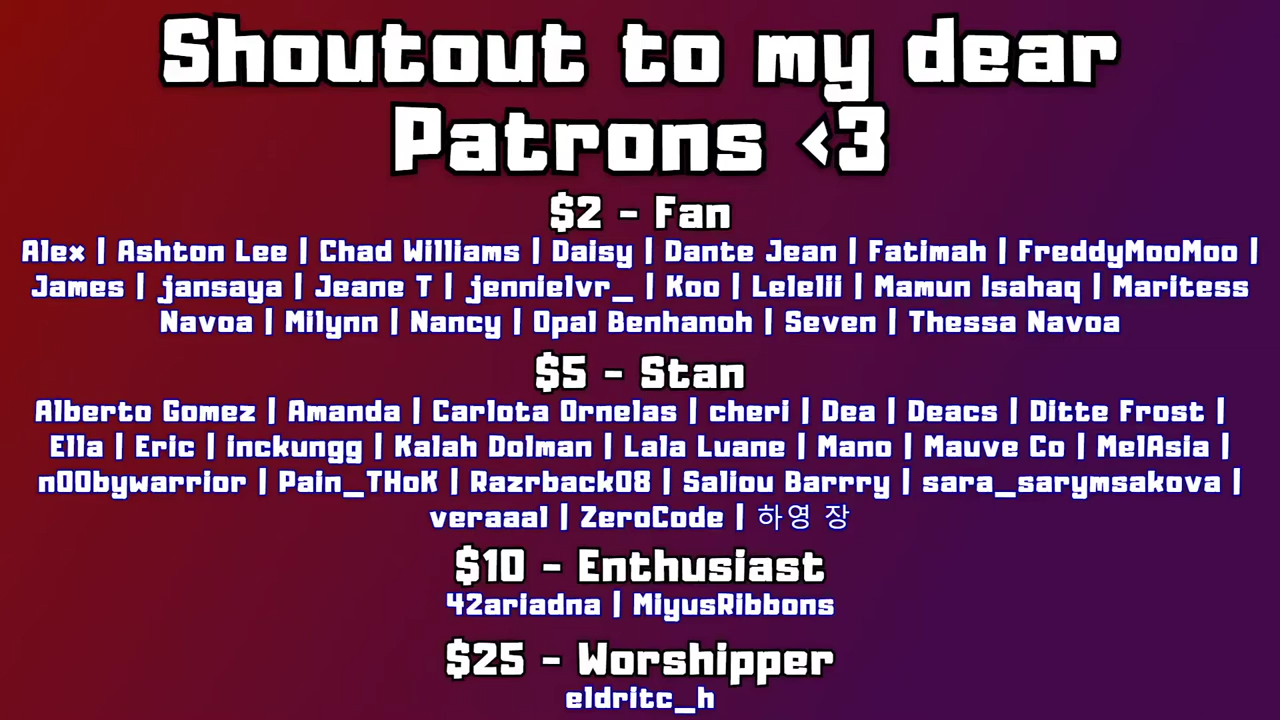 Shoutout to my dear
Patrons <3
$2 - Fan
Alex | Ashton Lee | Chad Williams | Daisy | Dante Jean | Fatimah | FreddyMooMoo |
James | jansaya | Jeane T | jennielvr_ | Koo | Lelelii | Mamun Isahaq | Maritess
Navoa | Milynn | Nancy | Opal Benhanoh | Seven | Thessa Navoa
$5 - Stan
Alberto Gomez | Amanda | Carlota Ornelas | cheri | Dea | Deacs | Ditte Frost |
Ella | Eric | inckungg | Kalah Dolman | Lala Luane | Mano | Mauve Co | MelAsia |
n00bywarrior | Pain_THoK | Razrback08 | Saliou Barrry | sara_sarymsakova |
veraaal | ZeroCode | 하영 장
$10 - Enthusiast
42ariadna | MiyusRibbons
$25 - Worshipper
eldritc_h